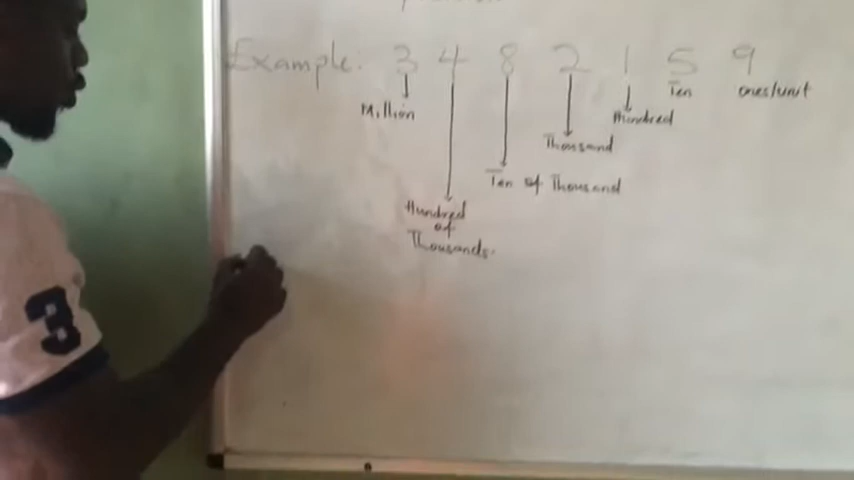 Example: 3 4 8 2 1 5 9
Ten ones/unit
Million Hundred
Thousand
Ten of Thousand
Hundred
of
Thousands.
3